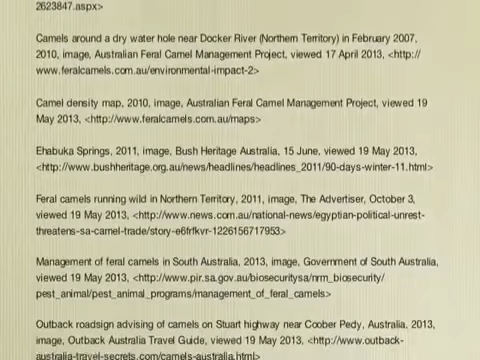 2623847.aspx>
Camels around a dry water hole near Docker River (Northern Territory) in February 2007,
2010, image, Australian Feral Camel Management Project, viewed 17 April 2013, <http://
www.feralcamels.com.au/environmental-impact-2>
Camel density map, 2010, image, Australian Feral Camel Management Project, viewed 19
May 2013, <http://www.feralcamels.com.au/maps>
Ehabuka Springs, 2011, image, Bush Heritage Australia, 15 June, viewed 19 May 2013,
<http://www.bushheritage.org.au/news/headlines/headlines_2011/90-days-winter-11.html>
Feral camels running wild in Northern Territory, 2011, image, The Advertiser, October 3,
viewed 19 May 2013, <http://www.news.com.au/national-news/egyptian-political-unrest-
threatens-sa-camel-trade/story-e6frfkvr-1226156717953>
Management of feral camels in South Australia, 2013, image, Government of South Australia,
viewed 19 May 2013, <http://www.pir.sa.gov.au/biosecuritysa/nrm_biosecurity/
pest_animal/pest_animal_programs/management_of_feral_camels>
Outback roadsign advising of camels on Stuart highway near Coober Pedy, Australia, 2013,
image, Outback Australia Travel Guide, viewed 19 May 2013, <http://www.outback-
australia-travel-secrets.com/camels-australia.html>